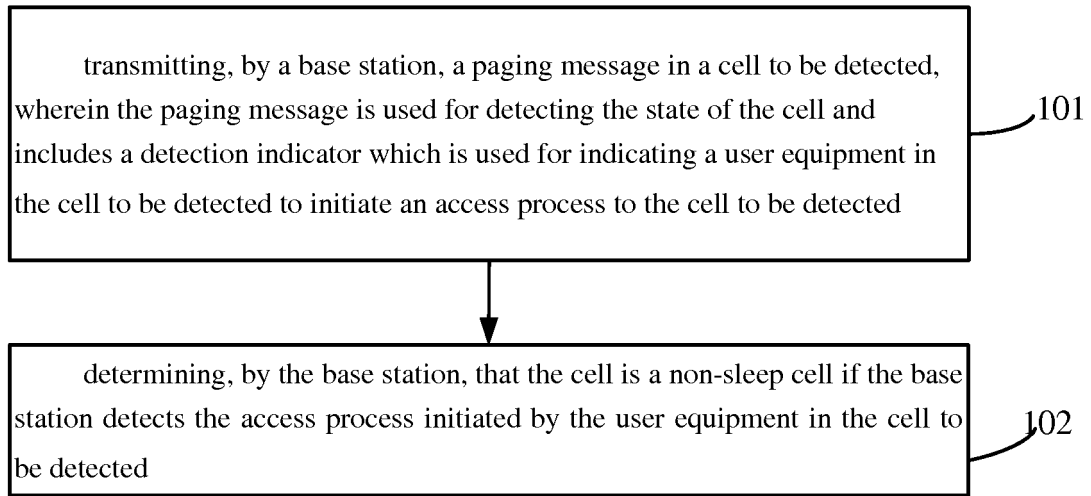 transmitting, by a base station, a paging message in a cell to be detected,
wherein the paging message is used for detecting the state of the cell and
includes a detection indicator which is used for indicating a user equipment in
the cell to be detected to initiate an access process to the cell to be detected
101
determining, by the base station, that the cell is a non-sleep cell if the base
station detects the access process initiated by the user equipment in the cell to
be detected
102